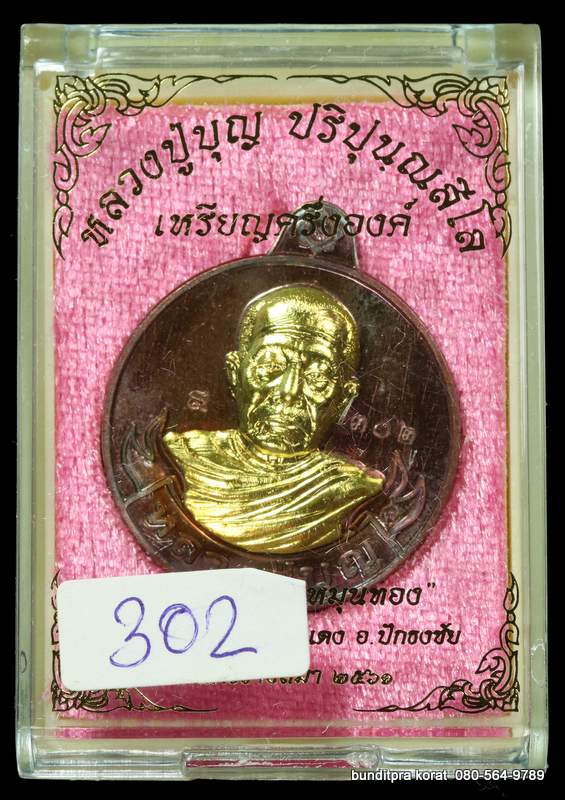 หลวงปู่บุญ ปริปุนฺณสีโล
เหรียญครึ่งองค์
๓๐๒
หมุนทอง"
แดง อ.ปักธงชัย
๒๕๖๑
302
bunditpra korat 080-564-9789